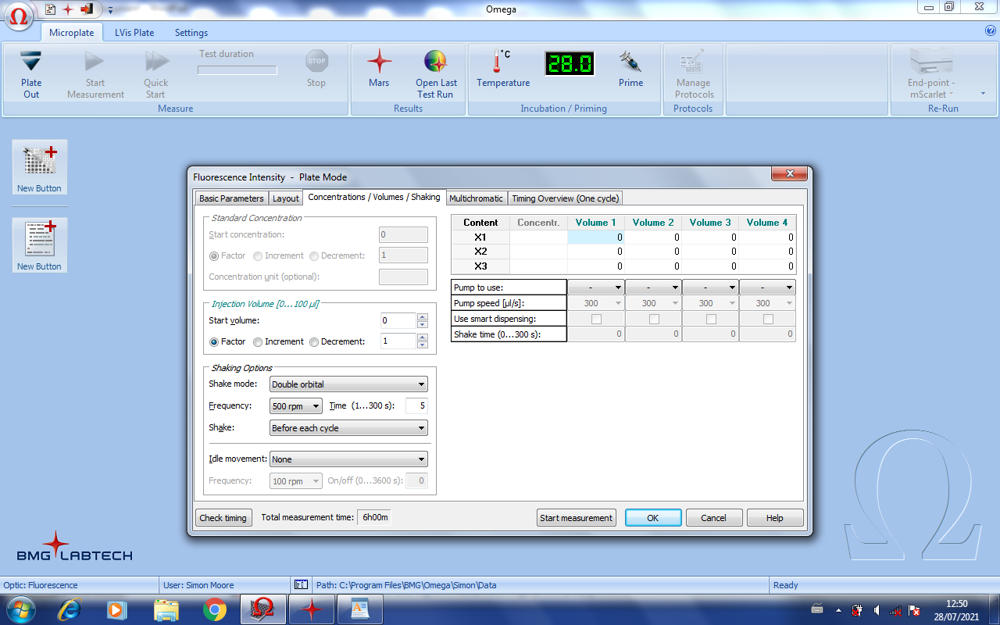 Omega
Microplate LVis Plate Settings
Plate Out
Start Measurement
Quick Start
Test duration
STOP
Stop
Measure
Mars
Open Last Test Run
Results
°C
Temperature
28.0
Prime
Incubation / Priming
Manage Protocols
Protocols
End-point - mScarlet
Re-Run
New Button
New Button
Fluorescence Intensity - Plate Mode
Basic Parameters Layout Concentrations / Volumes / Shaking Multichromatic Timing Overview (One cycle)
Standard Concentration
Start concentration: 0
Factor Increment Decrement: 1
Concentration unit (optional):
Injection Volume [0...100 µl]
Start volume: 0
Factor Increment Decrement: 1
Shaking Options
Shake mode: Double orbital
Frequency: 500 rpm Time (1...300 s): 5
Shake: Before each cycle
Idle movement: None
Frequency: 100 rpm On/off (0...3600 s): 0
Content Concentr. Volume 1 Volume 2 Volume 3 Volume 4
X1 0 0 0 0
X2 0 0 0 0
X3 0 0 0 0
Pump to use: - - - -
Pump speed [µl/s]: 300 300 300 300
Use smart dispensing:
Shake time (0...300 s): 0 0 0 0
Check timing Total measurement time: 6h00m Start measurement OK Cancel Help
BMG LABTECH
Optic: Fluorescence User: Simon Moore Path: C:\Program Files\BMG\Omega\Simon\Data Ready
12:50
28/07/2021